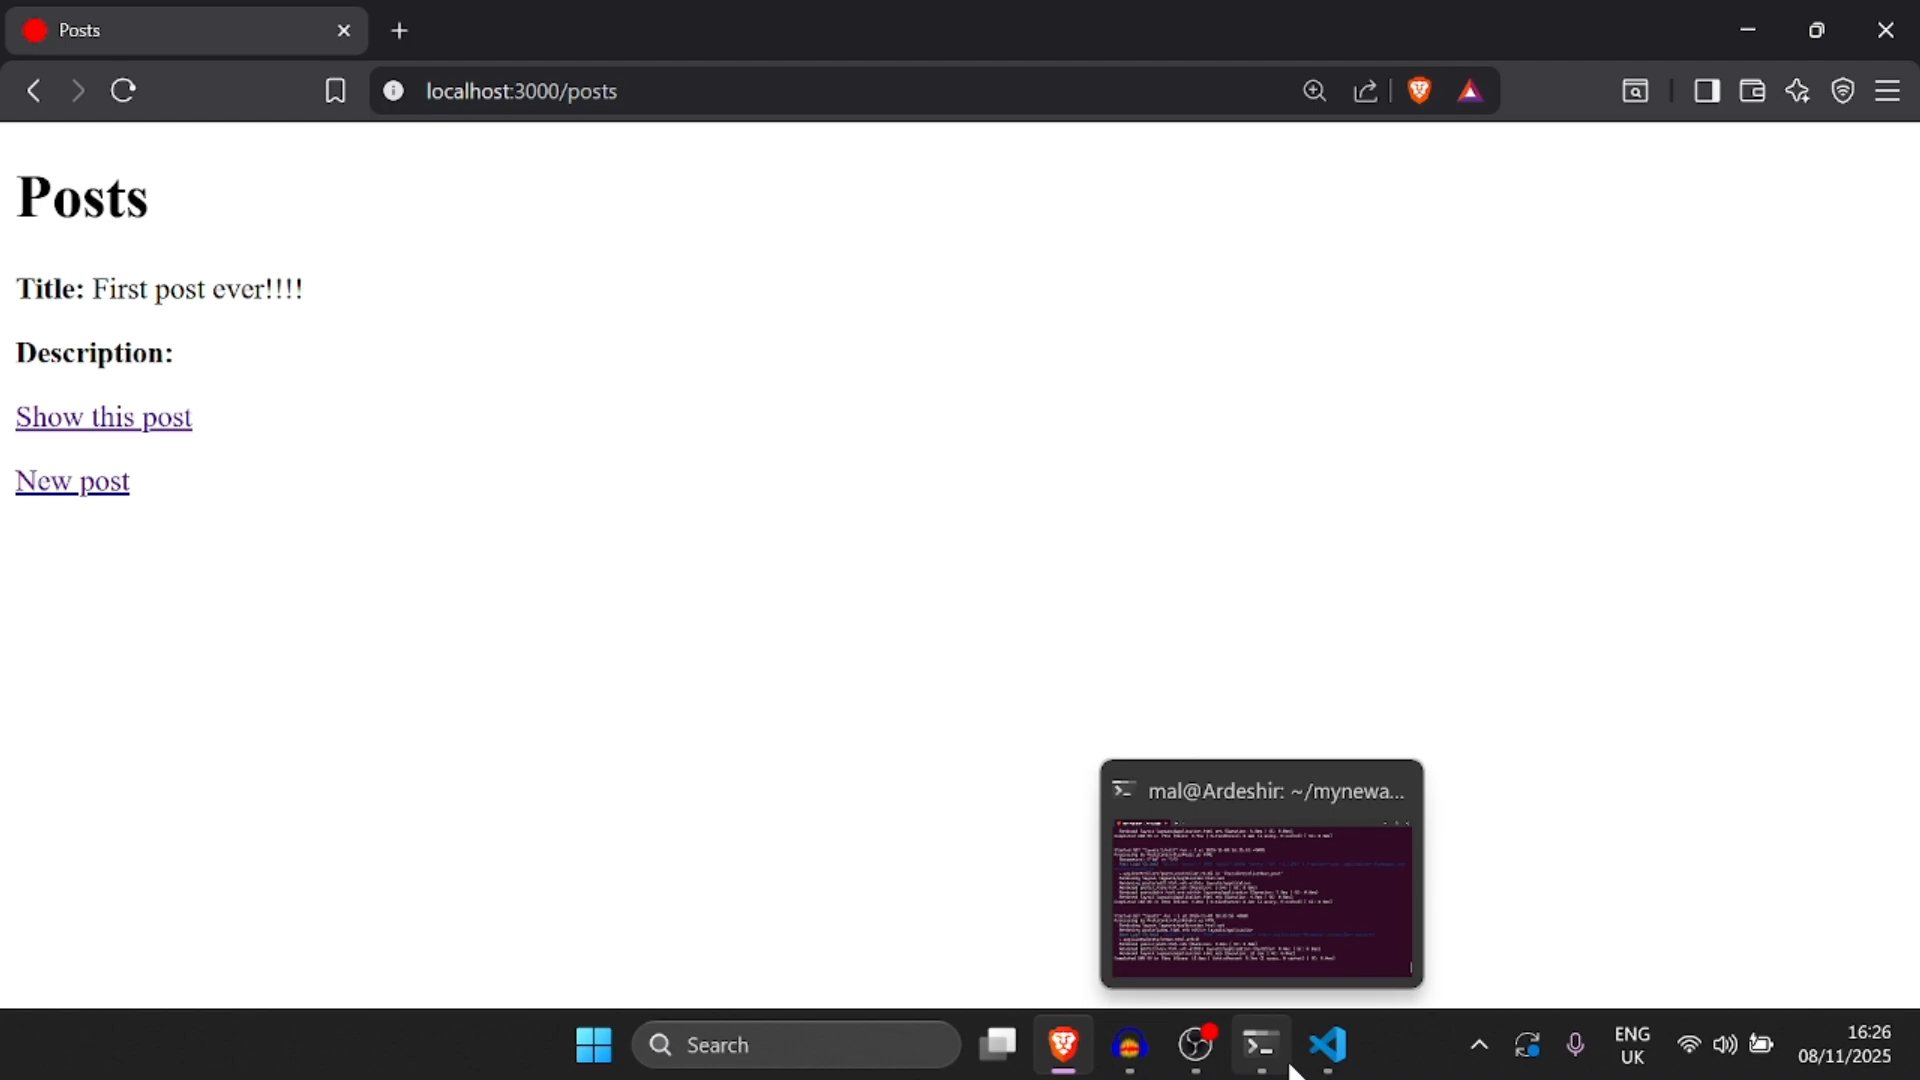 Posts
localhost:3000/posts
Posts
Title: First post ever!!!!
Description:
Show this post
New post
mal@Ardeshir: ~/mynewa...
Search
ENG
UK
16:26
08/11/2025